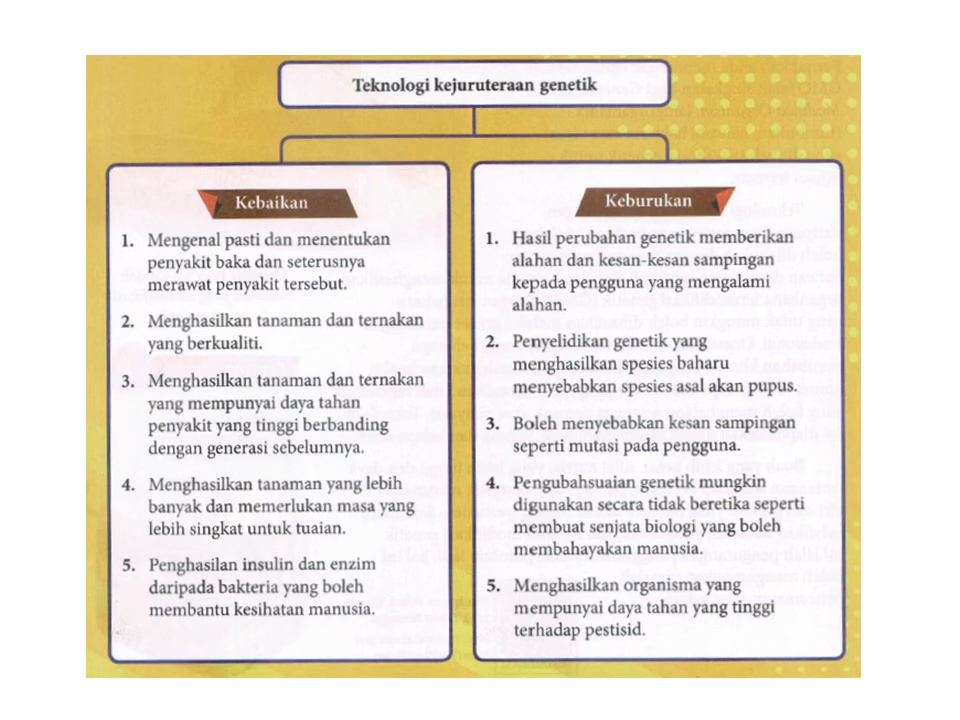 Teknologi kejuruteraan genetik
Kebaikan
1. Mengenal pasti dan menentukan
penyakit baka dan seterusnya
merawat penyakit tersebut.
2. Menghasilkan tanaman dan ternakan
yang berkualiti.
3. Menghasilkan tanaman dan ternakan
yang mempunyai daya tahan
penyakit yang tinggi berbanding
dengan generasi sebelumnya.
4. Menghasilkan tanaman yang lebih
banyak dan memerlukan masa yang
lebih singkat untuk tuaian.
5. Penghasilan insulin dan enzim
daripada bakteria yang boleh
membantu kesihatan manusia.
Keburukan
1. Hasil perubahan genetik memberikan
alahan dan kesan-kesan sampingan
kepada pengguna yang mengalami
alahan.
2. Penyelidikan genetik yang
menghasilkan spesies baharu
menyebabkan spesies asal akan pupus.
3. Boleh menyebabkan kesan sampingan
seperti mutasi pada pengguna.
4. Pengubahsuaian genetik mungkin
digunakan secara tidak beretika seperti
membuat senjata biologi yang boleh
membahayakan manusia.
5. Menghasilkan organisma yang
mempunyai daya tahan yang tinggi
terhadap pestisid.